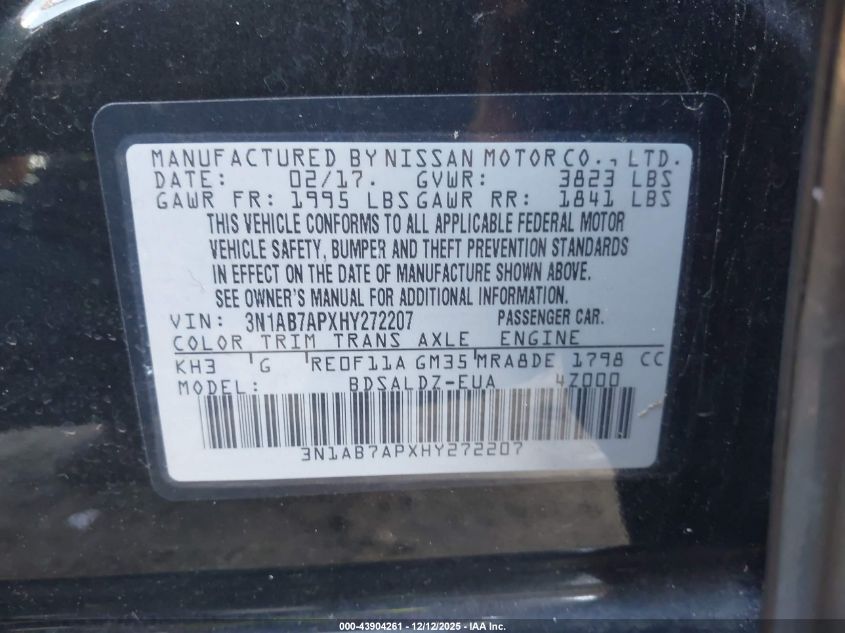 MANUFACTURED BY NISSAN MOTOR CO., LTD.
DATE: 02/17. GVWR: 3823 LBS
GAWR FR: 1995 LBS GAWR RR: 1841 LBS
THIS VEHICLE CONFORMS TO ALL APPLICABLE FEDERAL MOTOR
VEHICLE SAFETY, BUMPER AND THEFT PREVENTION STANDARDS
IN EFFECT ON THE DATE OF MANUFACTURE SHOWN ABOVE.
SEE OWNER'S MANUAL FOR ADDITIONAL INFORMATION.
VIN: 3N1AB7APXHY272207 PASSENGER CAR.
COLOR TRIM TRANS AXLE ENGINE
KH3 G RE0F11A GM35 MRA8DE 1798 CC
MODEL: BDSALDZ-EUA 4Z000
3N1AB7APXHY272207
000-43904261 - 12/12/2025 - IAA Inc.